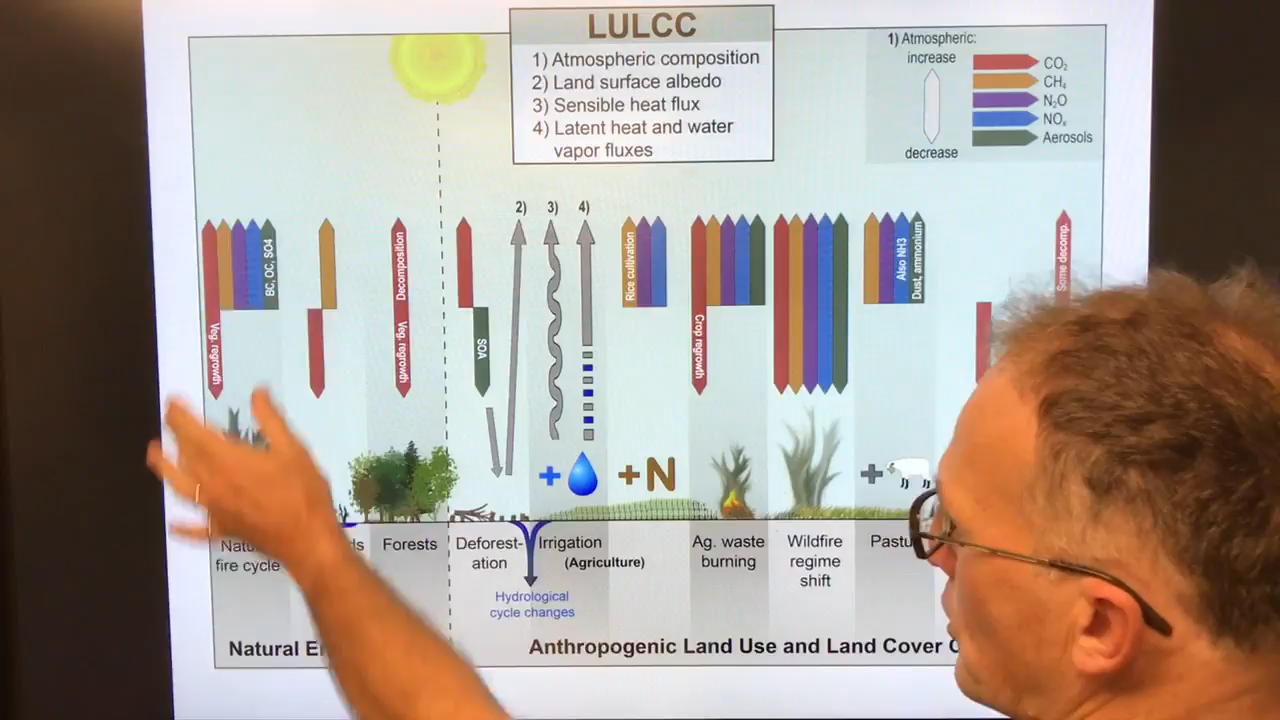 LULCC
1) Atmospheric composition
2) Land surface albedo
3) Sensible heat flux
4) Latent heat and water
vapor fluxes
1) Atmospheric:
increase
decrease
CO₂
CH₄
N₂O
NOₓ
Aerosols
2)
3)
4)
Veg. regrowth
BC, OC, SO4
Decomposition
Veg. regrowth
SOA
Rice cultivation
Crop regrowth
Also NH3
Dust, ammonium
Some decomp.
+
+N
+
fire cycle
Forests
Deforest-
ation
Irrigation
(Agriculture)
Ag. waste
burning
Wildfire
regime
shift
Hydrological
cycle changes
Natural
Anthropogenic Land Use and Land Cover